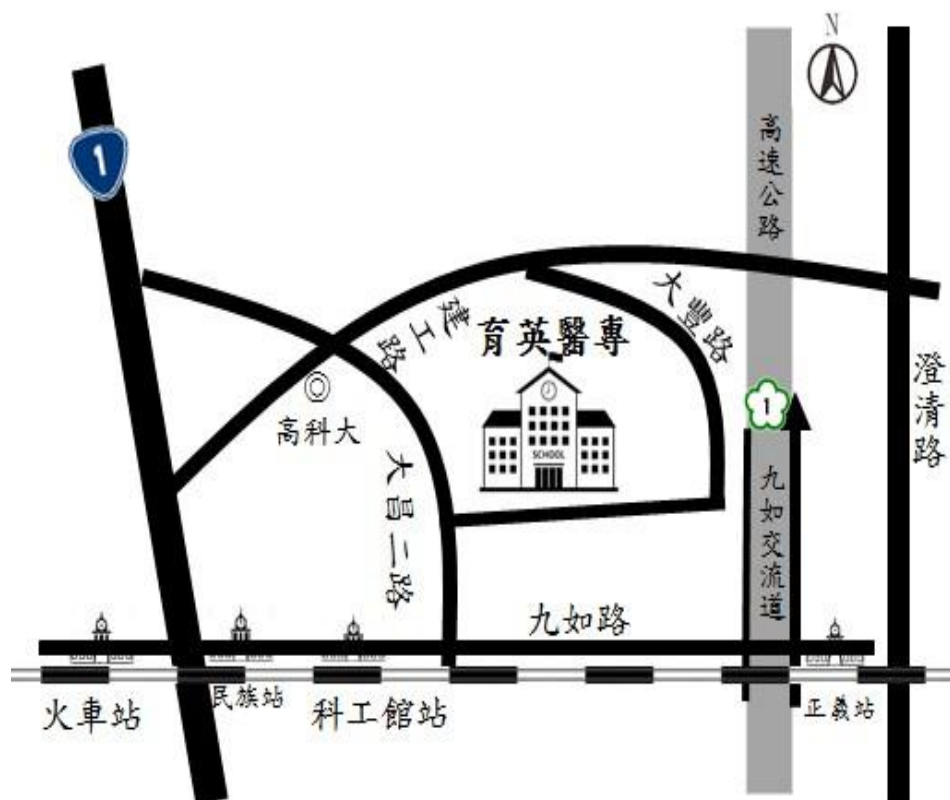 N
1
高速公路
大豐路
建工路
育英醫專
SCHOOL
澄清路
1
高科大
大昌二路
九如交流道
九如路
火車站
民族站
科工館站
正義站